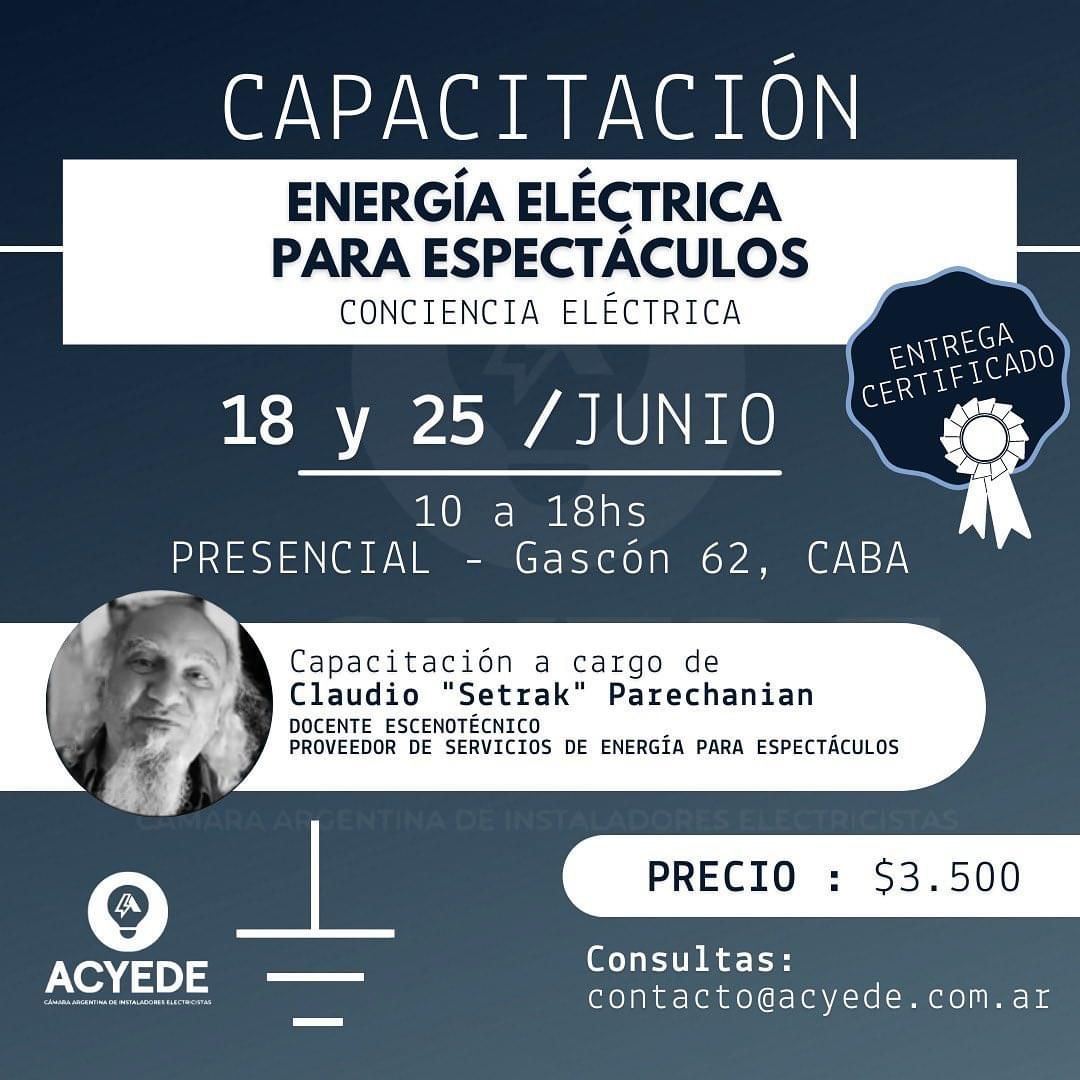 CAPACITACIÓN
ENERGÍA ELÉCTRICA
PARA ESPECTÁCULOS
CONCIENCIA ELÉCTRICA
ENTREGA
CERTIFICADO
18 y 25 /JUNIO
10 a 18hs
PRESENCIAL - Gascón 62, CABA
Capacitación a cargo de
Claudio "Setrak" Parechanian
DOCENTE ESCENOTÉCNICO
PROVEEDOR DE SERVICIOS DE ENERGÍA PARA ESPECTÁCULOS
CÁMARA ARGENTINA DE INSTALADORES ELECTRICISTAS
PRECIO : $3.500
ACYEDE
CÁMARA ARGENTINA DE INSTALADORES ELECTRICISTAS
Consultas:
contacto@acyede.com.ar